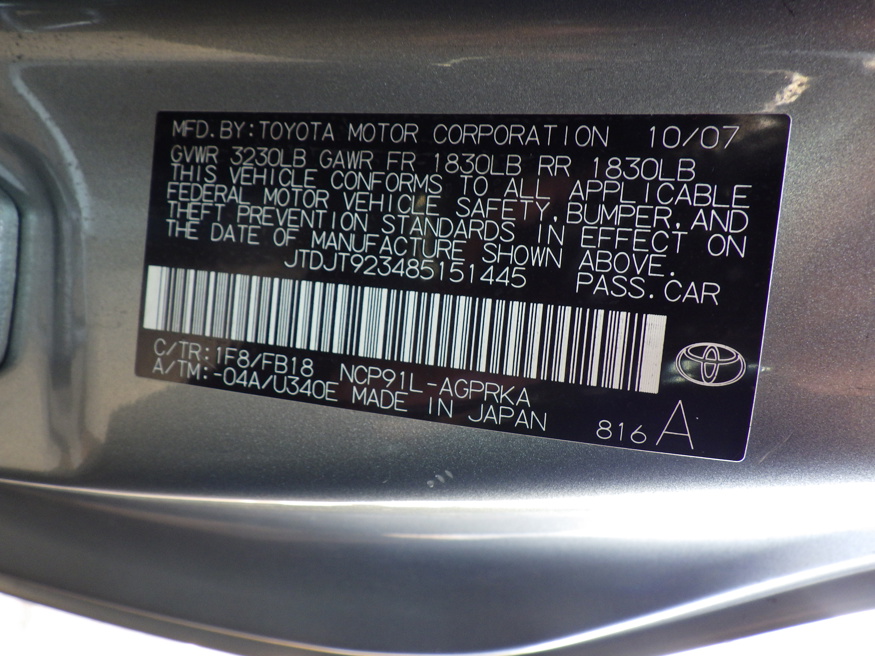 MFD. BY: TOYOTA MOTOR CORPORATION 10/07
GVWR 3230LB GAWR FR 1830LB RR 1830LB
THIS VEHICLE CONFORMS TO ALL APPLICABLE
FEDERAL MOTOR VEHICLE SAFETY, BUMPER, AND
THEFT PREVENTION STANDARDS IN EFFECT ON
THE DATE OF MANUFACTURE SHOWN ABOVE.
JTDJT923485151445 PASS. CAR
C/TR: 1F8/FB18 NCP91L-AGPRKA
A/TM: -04A/U340E MADE IN JAPAN
816 A